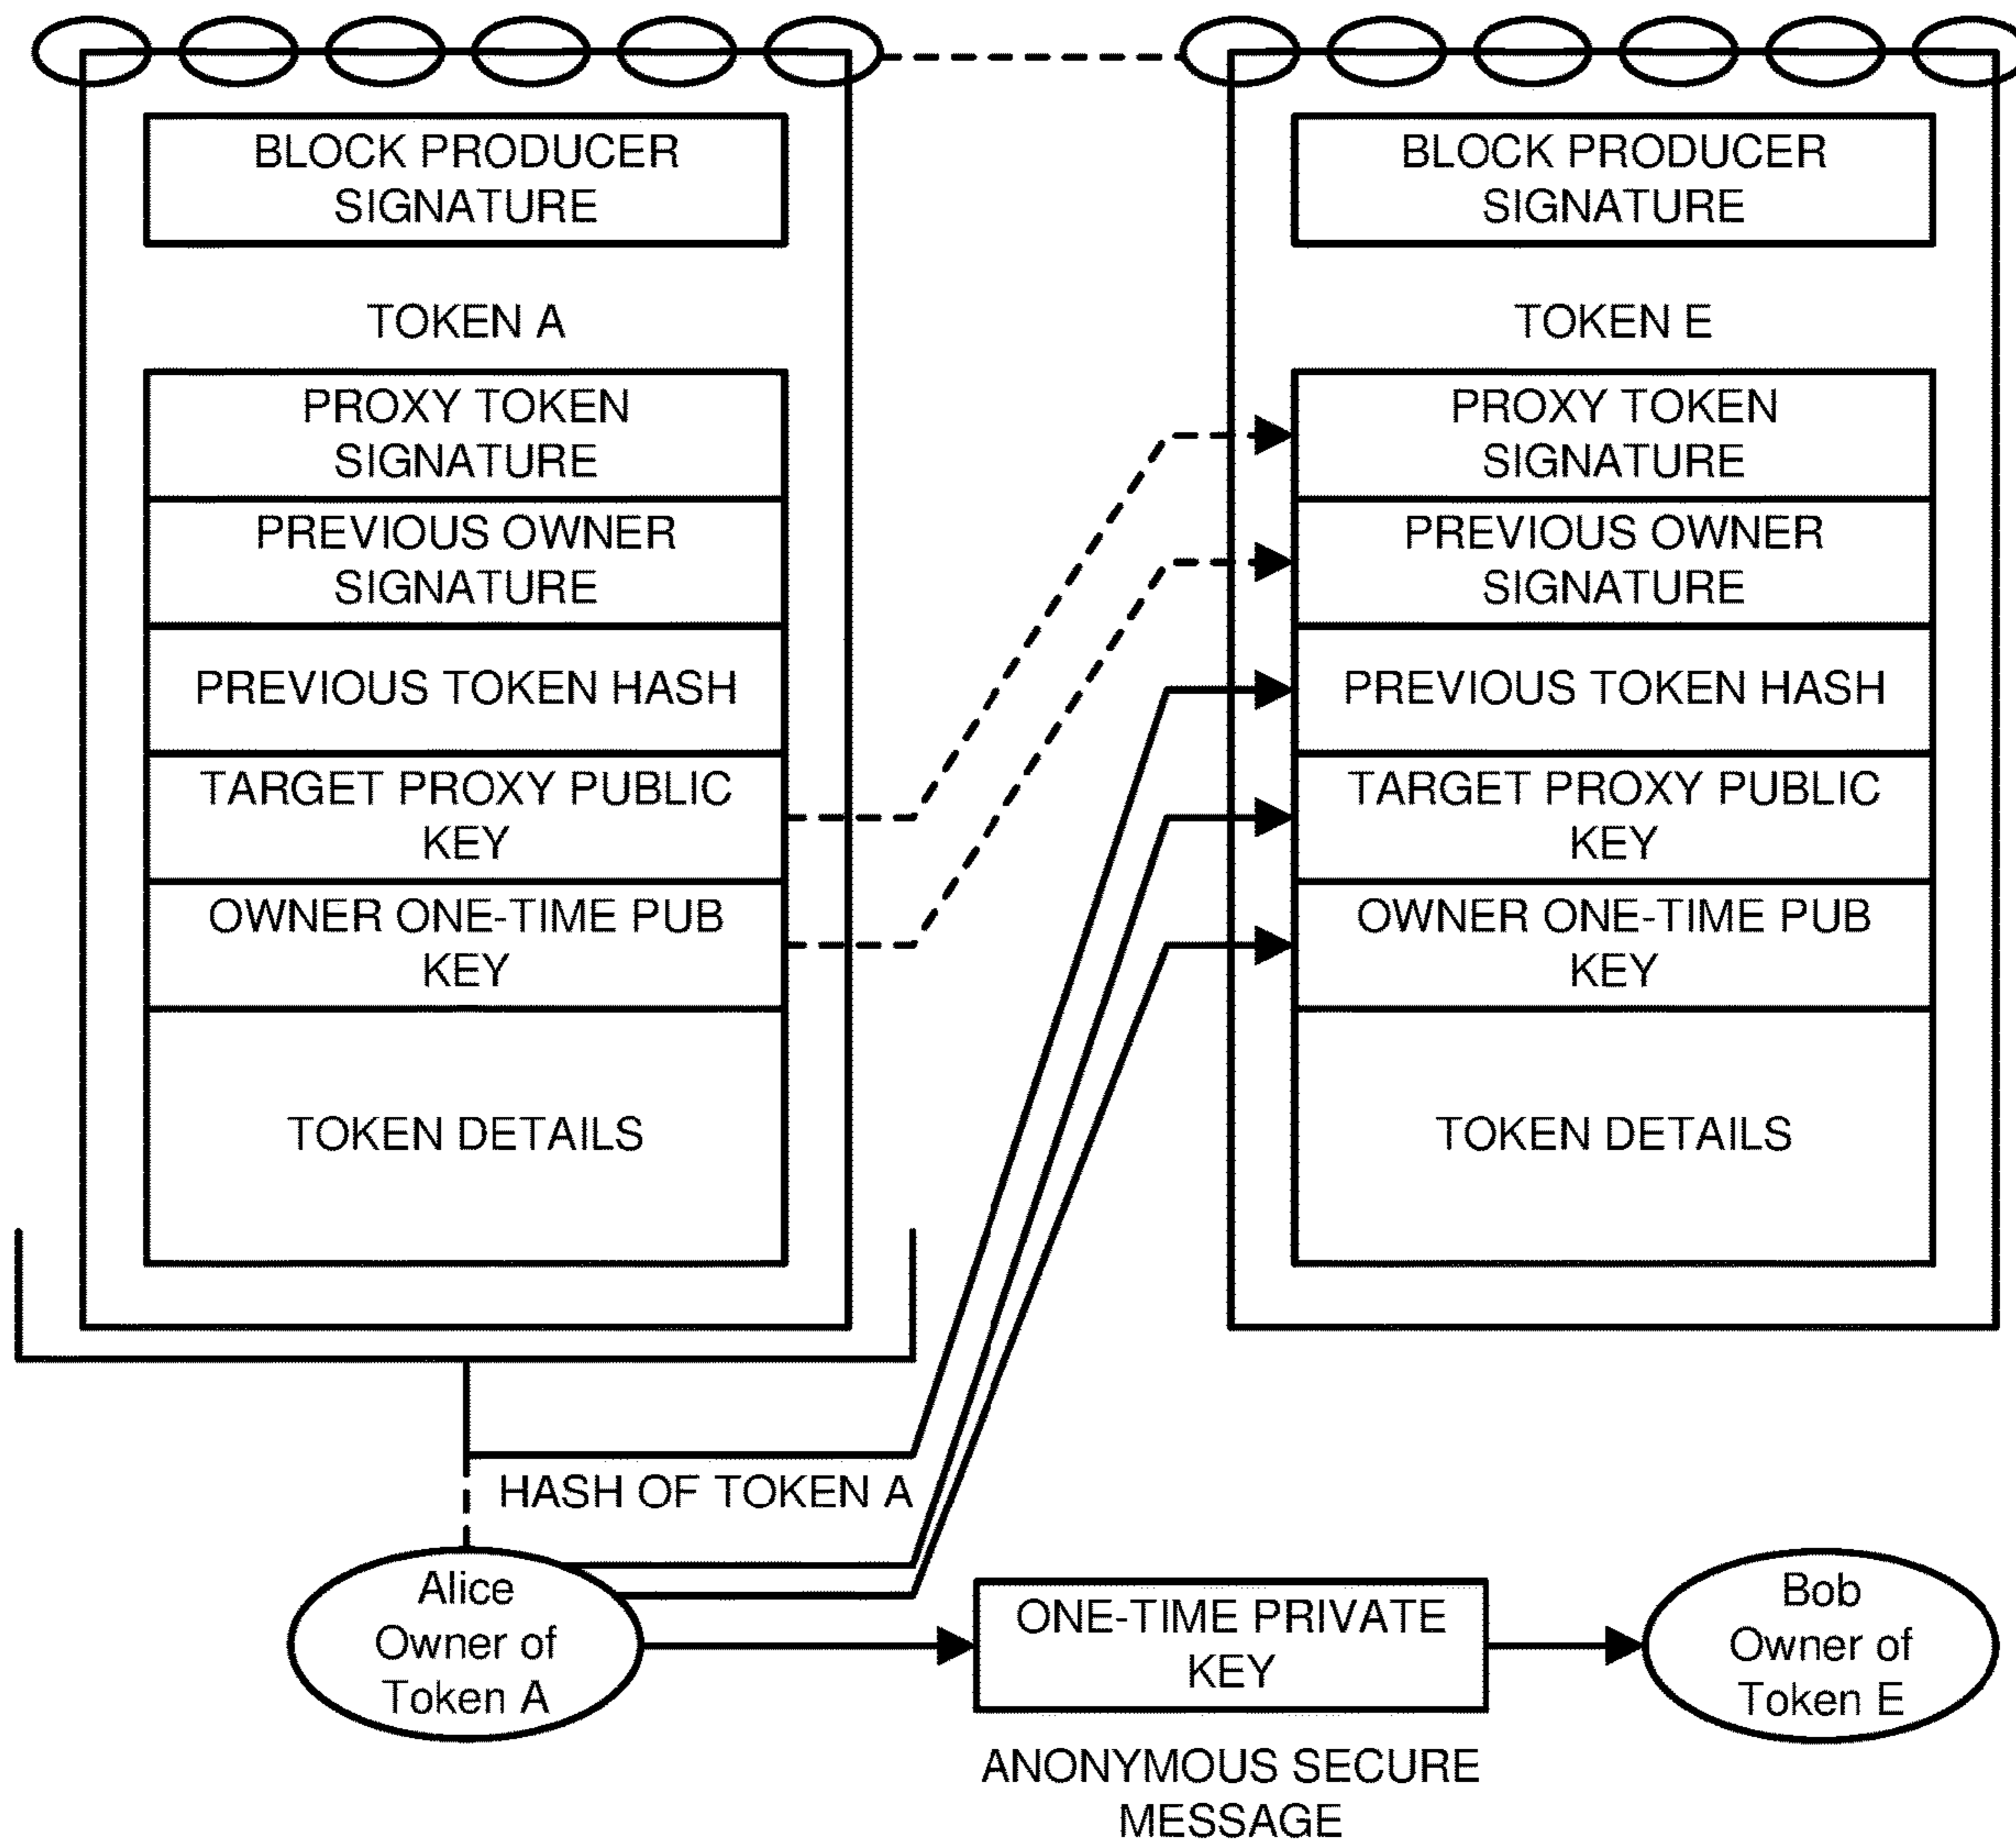 BLOCK PRODUCER
SIGNATURE
TOKEN A
PROXY TOKEN
SIGNATURE
PREVIOUS OWNER
SIGNATURE
PREVIOUS TOKEN HASH
TARGET PROXY PUBLIC
KEY
OWNER ONE-TIME PUB
KEY
TOKEN DETAILS
BLOCK PRODUCER
SIGNATURE
TOKEN E
PROXY TOKEN
SIGNATURE
PREVIOUS OWNER
SIGNATURE
PREVIOUS TOKEN HASH
TARGET PROXY PUBLIC
KEY
OWNER ONE-TIME PUB
KEY
TOKEN DETAILS
HASH OF TOKEN A
Alice
Owner of
Token A
ONE-TIME PRIVATE
KEY
ANONYMOUS SECURE
MESSAGE
Bob
Owner of
Token E